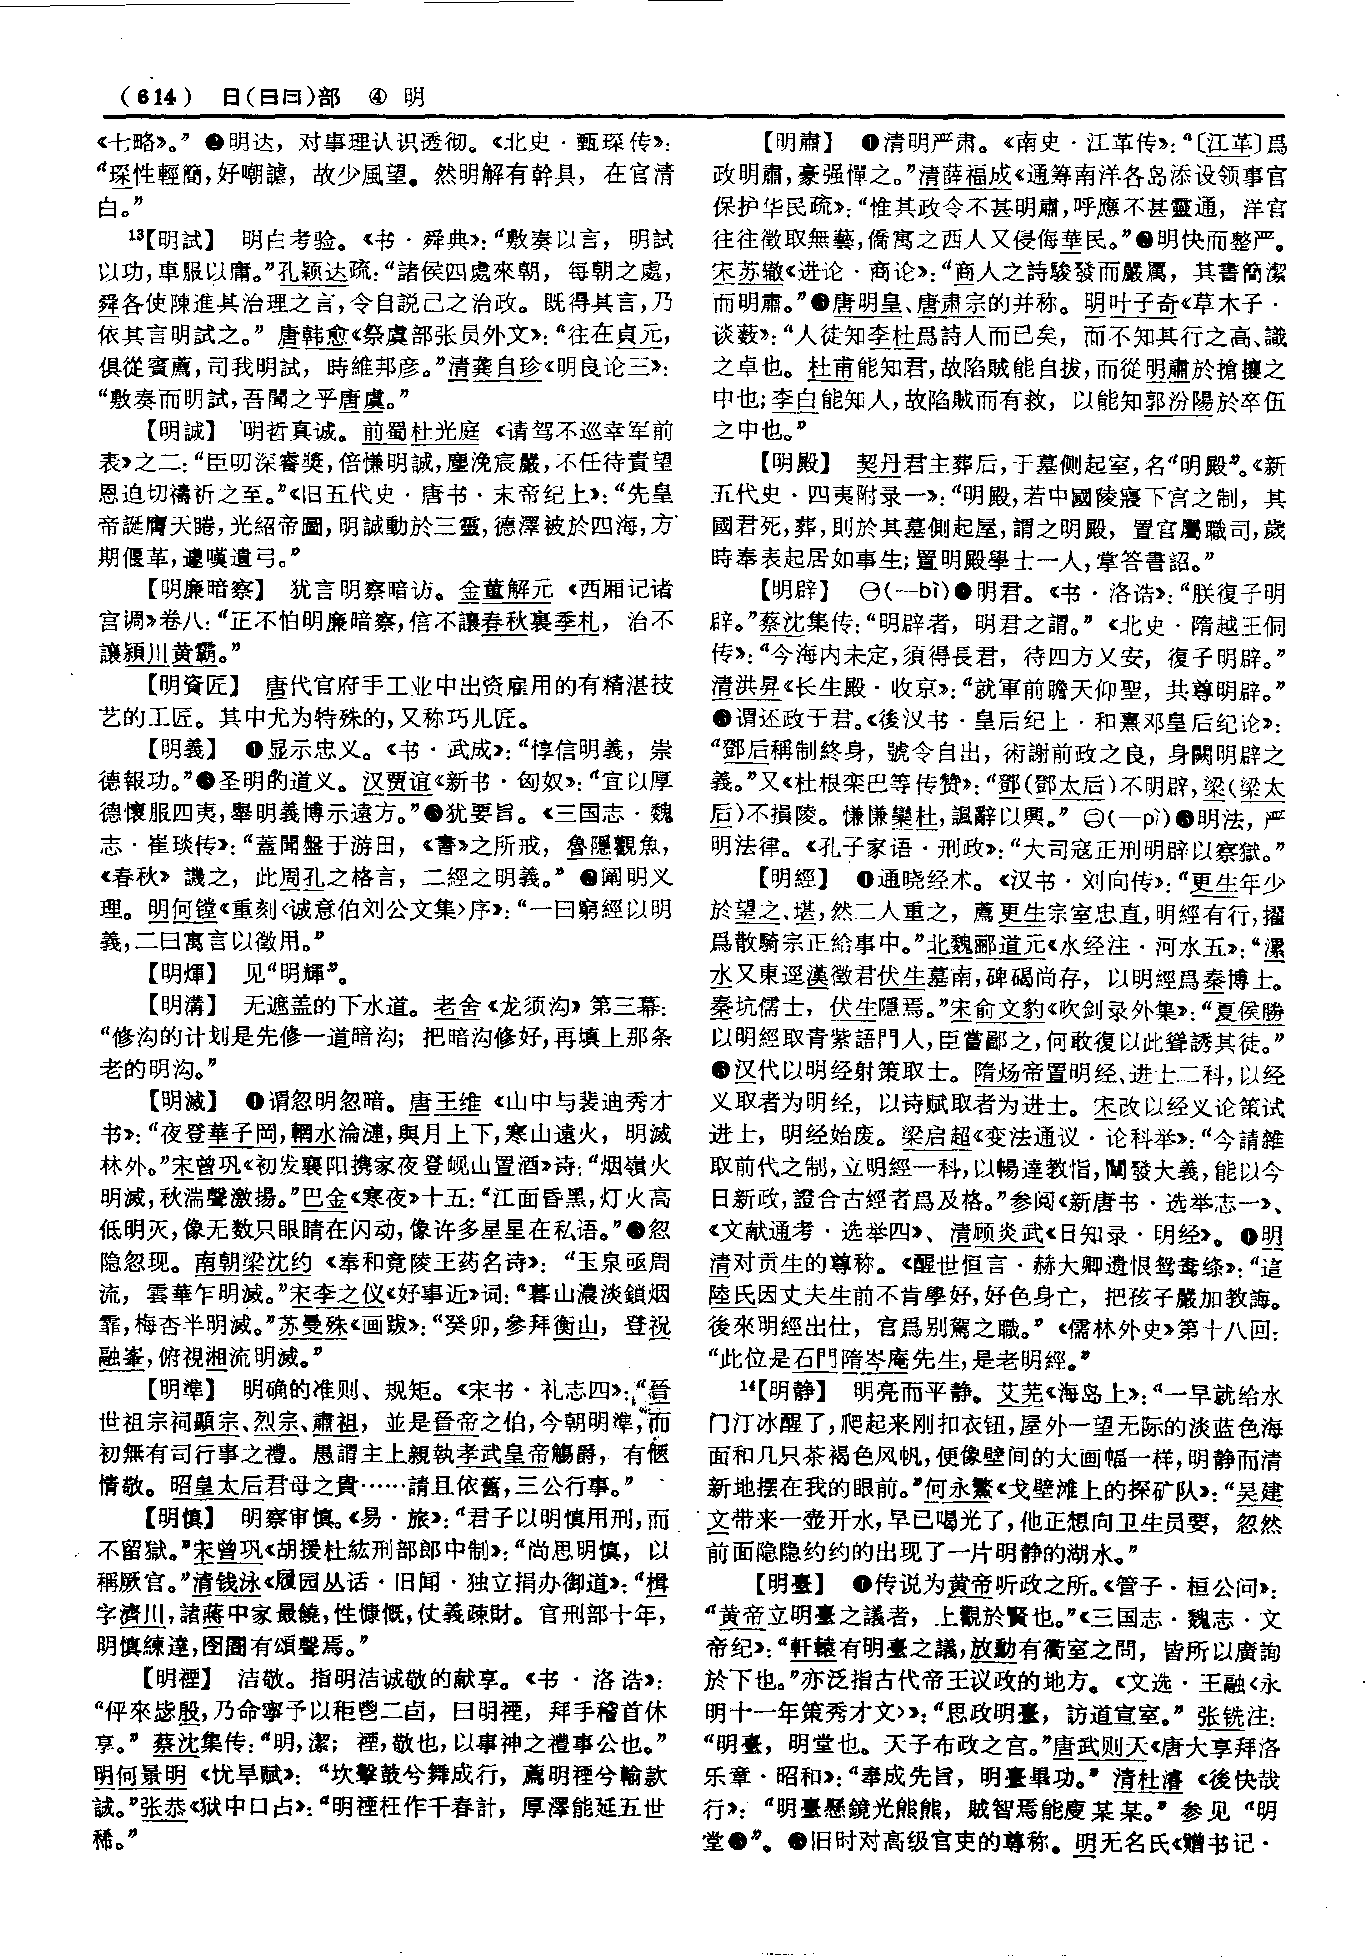 (614) 日(日曰)部 ④ 明
《七略》。”❷明达，对事理认识透彻。《北史·甄琛传》：
“琛性輕簡，好嘲謔，故少風望。然明解有幹具，在官清
白。”
13【明試】 明白考验。《书·舜典》：“敷奏以言，明試
以功，車服以庸。”孔颖达疏：“諸侯四處來朝，每朝之處，
舜各使陳進其治理之言，令自説己之治政。既得其言，乃
依其言明試之。”唐韩愈《祭虞部张员外文》：“往在貞元，
俱從賓薦，司我明試，時維邦彦。”清龚自珍《明良论三》：
“敷奏而明試，吾聞之乎唐虞。”
【明誠】 明哲真诚。前蜀杜光庭《请驾不巡幸军前
表》之二：“臣叨深睿獎，倍慊明誠，塵浼宸嚴，不任待責望
恩迫切禱祈之至。”《旧五代史·唐书·末帝纪上》：“先皇
帝誕膺天睠，光紹帝圖，明誠動於三靈，德澤被於四海，方
期偃革，遽嘆遺弓。”
【明廉暗察】 犹言明察暗访。金董解元《西厢记诸
宫调》卷八：“正不怕明廉暗察，信不讓春秋裏季札，治不
讓潁川黄霸。”
【明資匠】 唐代官府手工业中出资雇用的有精湛技
艺的工匠。其中尤为特殊的，又称巧儿匠。
【明義】 ❶显示忠义。《书·武成》：“惇信明義，崇
德報功。”❷圣明的道义。汉贾谊《新书·匈奴》：“宜以厚
德懷服四夷，舉明義博示遠方。”❸犹要旨。《三国志·魏
志·崔琰传》：“蓋聞盤于游田，《書》之所戒，魯隱觀魚，
《春秋》譏之，此周孔之格言，二經之明義。”❹阐明义
理。明何镗《重刻〈诚意伯刘公文集〉序》：“一曰窮經以明
義，二曰寓言以徵用。”
【明煇】 见“明輝”。
【明溝】 无遮盖的下水道。老舍《龙须沟》第三幕：
“修沟的计划是先修一道暗沟；把暗沟修好，再填上那条
老的明沟。”
【明滅】 ❶谓忽明忽暗。唐王维《山中与裴迪秀才
书》：“夜登華子岡，輞水淪漣，與月上下，寒山遠火，明滅
林外。”宋曾巩《初发襄阳携家夜登岘山置酒》诗：“烟嶺火
明滅，秋湍聲激揚。”巴金《寒夜》十五：“江面昏黑，灯火高
低明灭，像无数只眼睛在闪动，像许多星星在私语。”❷忽
隐忽现。南朝梁沈约《奉和竟陵王药名诗》：“玉泉亟周
流，雲華乍明滅。”宋李之仪《好事近》词：“暮山濃淡鎖烟
霏，梅杏半明滅。”苏曼殊《画跋》：“癸卯，參拜衡山，登祝
融峯，俯視湘流明滅。”
【明準】 明确的准则、规矩。《宋书·礼志四》：“晉
世祖宗祠顯宗、烈宗、肅祖，並是晉帝之伯，今朝明準，而
初無有司行事之禮。愚謂主上親執孝武皇帝觴爵，有愜
情敬。昭皇太后君母之貴……請且依舊，三公行事。”
【明慎】 明察审慎。《易·旅》：“君子以明慎用刑，而
不留獄。”宋曾巩《胡援杜紘刑部郎中制》：“尚思明慎，以
稱厥官。”清钱泳《履园丛话·旧闻·独立捐办御道》：“楫
字濟川，諸蔣中家最饒，性慷慨，仗義疎財。官刑部十年，
明慎練達，囹圄有頌聲焉。”
【明禋】 洁敬。指明洁诚敬的献享。《书·洛诰》：
“伻來毖殷，乃命寧予以秬鬯二卣，曰明禋，拜手稽首休
享。”蔡沈集传：“明，潔；禋，敬也，以事神之禮事公也。”
明何景明《忧旱赋》：“坎擊鼓兮舞成行，薦明禋兮輸款
誠。”张恭《狱中口占》：“明禋枉作千春計，厚澤能延五世
稀。”
【明肅】 ❶清明严肃。《南史·江革传》：“〔江革〕爲
政明肅，豪强憚之。”清薛福成《通筹南洋各岛添设领事官
保护华民疏》：“惟其政令不甚明肅，呼應不甚靈通，洋官
往往徵取無藝，僑寓之西人又侵侮華民。”❷明快而整严。
宋苏辙《进论·商论》：“商人之詩駿發而嚴厲，其書簡潔
而明肅。”❸唐明皇、唐肃宗的并称。明叶子奇《草木子·
谈薮》：“人徒知李杜爲詩人而已矣，而不知其行之高、識
之卓也。杜甫能知君，故陷賊能自拔，而從明肅於搶攘之
中也；李白能知人，故陷賊而有救，以能知郭汾陽於卒伍
之中也。”
【明殿】 契丹君主葬后，于墓侧起室，名“明殿”。《新
五代史·四夷附录一》：“明殿，若中國陵寢下宫之制，其
國君死，葬，則於其墓側起屋，謂之明殿，置官屬職司，歲
時奉表起居如事生；置明殿學士一人，掌答書詔。”
【明辟】 ㊀(—bì)❶明君。《书·洛诰》：“朕復子明
辟。”蔡沈集传：“明辟者，明君之謂。”《北史·隋越王侗
传》：“今海内未定，須得長君，待四方乂安，復子明辟。”
清洪昇《长生殿·收京》：“就軍前瞻天仰聖，共尊明辟。”
❷谓还政于君。《後汉书·皇后纪上·和熹邓皇后纪论》：
“鄧后稱制終身，號令自出，術謝前政之良，身闕明辟之
義。”又《杜根栾巴等传赞》：“鄧(鄧太后)不明辟，梁(梁太
后)不損陵。慊慊欒杜，諷辭以興。”㊁(—pì)❸明法，严
明法律。《孔子家语·刑政》：“大司寇正刑明辟以察獄。”
【明經】 ❶通晓经术。《汉书·刘向传》：“更生年少
於望之、堪，然二人重之，薦更生宗室忠直，明經有行，擢
爲散騎宗正給事中。”北魏郦道元《水经注·河水五》：“漯
水又東逕漢徵君伏生墓南，碑碣尚存，以明經爲秦博士。
秦坑儒士，伏生隱焉。”宋俞文豹《吹剑录外集》：“夏侯勝
以明經取青紫語門人，臣嘗鄙之，何敢復以此聳誘其徒。”
❷汉代以明经射策取士。隋炀帝置明经、进士二科，以经
义取者为明经，以诗赋取者为进士。宋改以经义论策试
进士，明经始废。梁启超《变法通议·论科举》：“今請雜
取前代之制，立明經一科，以暢達教恉，闡發大義，能以今
日新政，證合古經者爲及格。”参阅《新唐书·选举志一》、
《文献通考·选举四》、清顾炎武《日知录·明经》。❸明
清对贡生的尊称。《醒世恒言·赫大卿遗恨鸳鸯绦》：“這
陸氏因丈夫生前不肯學好，好色身亡，把孩子嚴加教誨。
後來明經出仕，官爲别駕之職。”《儒林外史》第十八回：
“此位是石門隋岑庵先生，是老明經。”
14【明静】 明亮而平静。艾芜《海岛上》：“一早就给水
门汀冰醒了，爬起来刚扣衣钮，屋外一望无际的淡蓝色海
面和几只茶褐色风帆，便像壁间的大画幅一样，明静而清
新地摆在我的眼前。”何永鳌《戈壁滩上的探矿队》：“吴建
文带来一壶开水，早已喝光了，他正想向卫生员要，忽然
前面隐隐约约的出现了一片明静的湖水。”
【明臺】 ❶传说为黄帝听政之所。《管子·桓公问》：
“黄帝立明臺之議者，上觀於賢也。”《三国志·魏志·文
帝纪》：“軒轅有明臺之議，放勳有衢室之問，皆所以廣詢
於下也。”亦泛指古代帝王议政的地方。《文选·王融〈永
明十一年策秀才文〉》：“思政明臺，訪道宣室。”张铣注：
“明臺，明堂也。天子布政之宫。”唐武则天《唐大享拜洛
乐章·昭和》：“奉成先旨，明臺畢功。”清杜濬《後快哉
行》：“明臺懸鏡光熊熊，賊智焉能廋某某。”参见“明
堂❶”。❷旧时对高级官吏的尊称。明无名氏《赠书记·